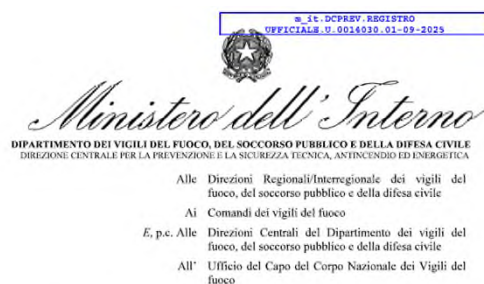 m_it.DCPREV.REGISTRO
UFFICIALE.U.0014030.01-09-2025
Ministero dell'Interno
DIPARTIMENTO DEI VIGILI DEL FUOCO, DEL SOCCORSO PUBBLICO E DELLA DIFESA CIVILE
DIREZIONE CENTRALE PER LA PREVENZIONE E LA SICUREZZA TECNICA, ANTINCENDIO ED ENERGETICA
Alle Direzioni Regionali/Interregionale dei vigili del
fuoco, del soccorso pubblico e della difesa civile
Ai Comandi dei vigili del fuoco
E, p.c. Alle Direzioni Centrali del Dipartimento dei vigili del
fuoco, del soccorso pubblico e della difesa civile
All' Ufficio del Capo del Corpo Nazionale dei Vigili del
fuoco